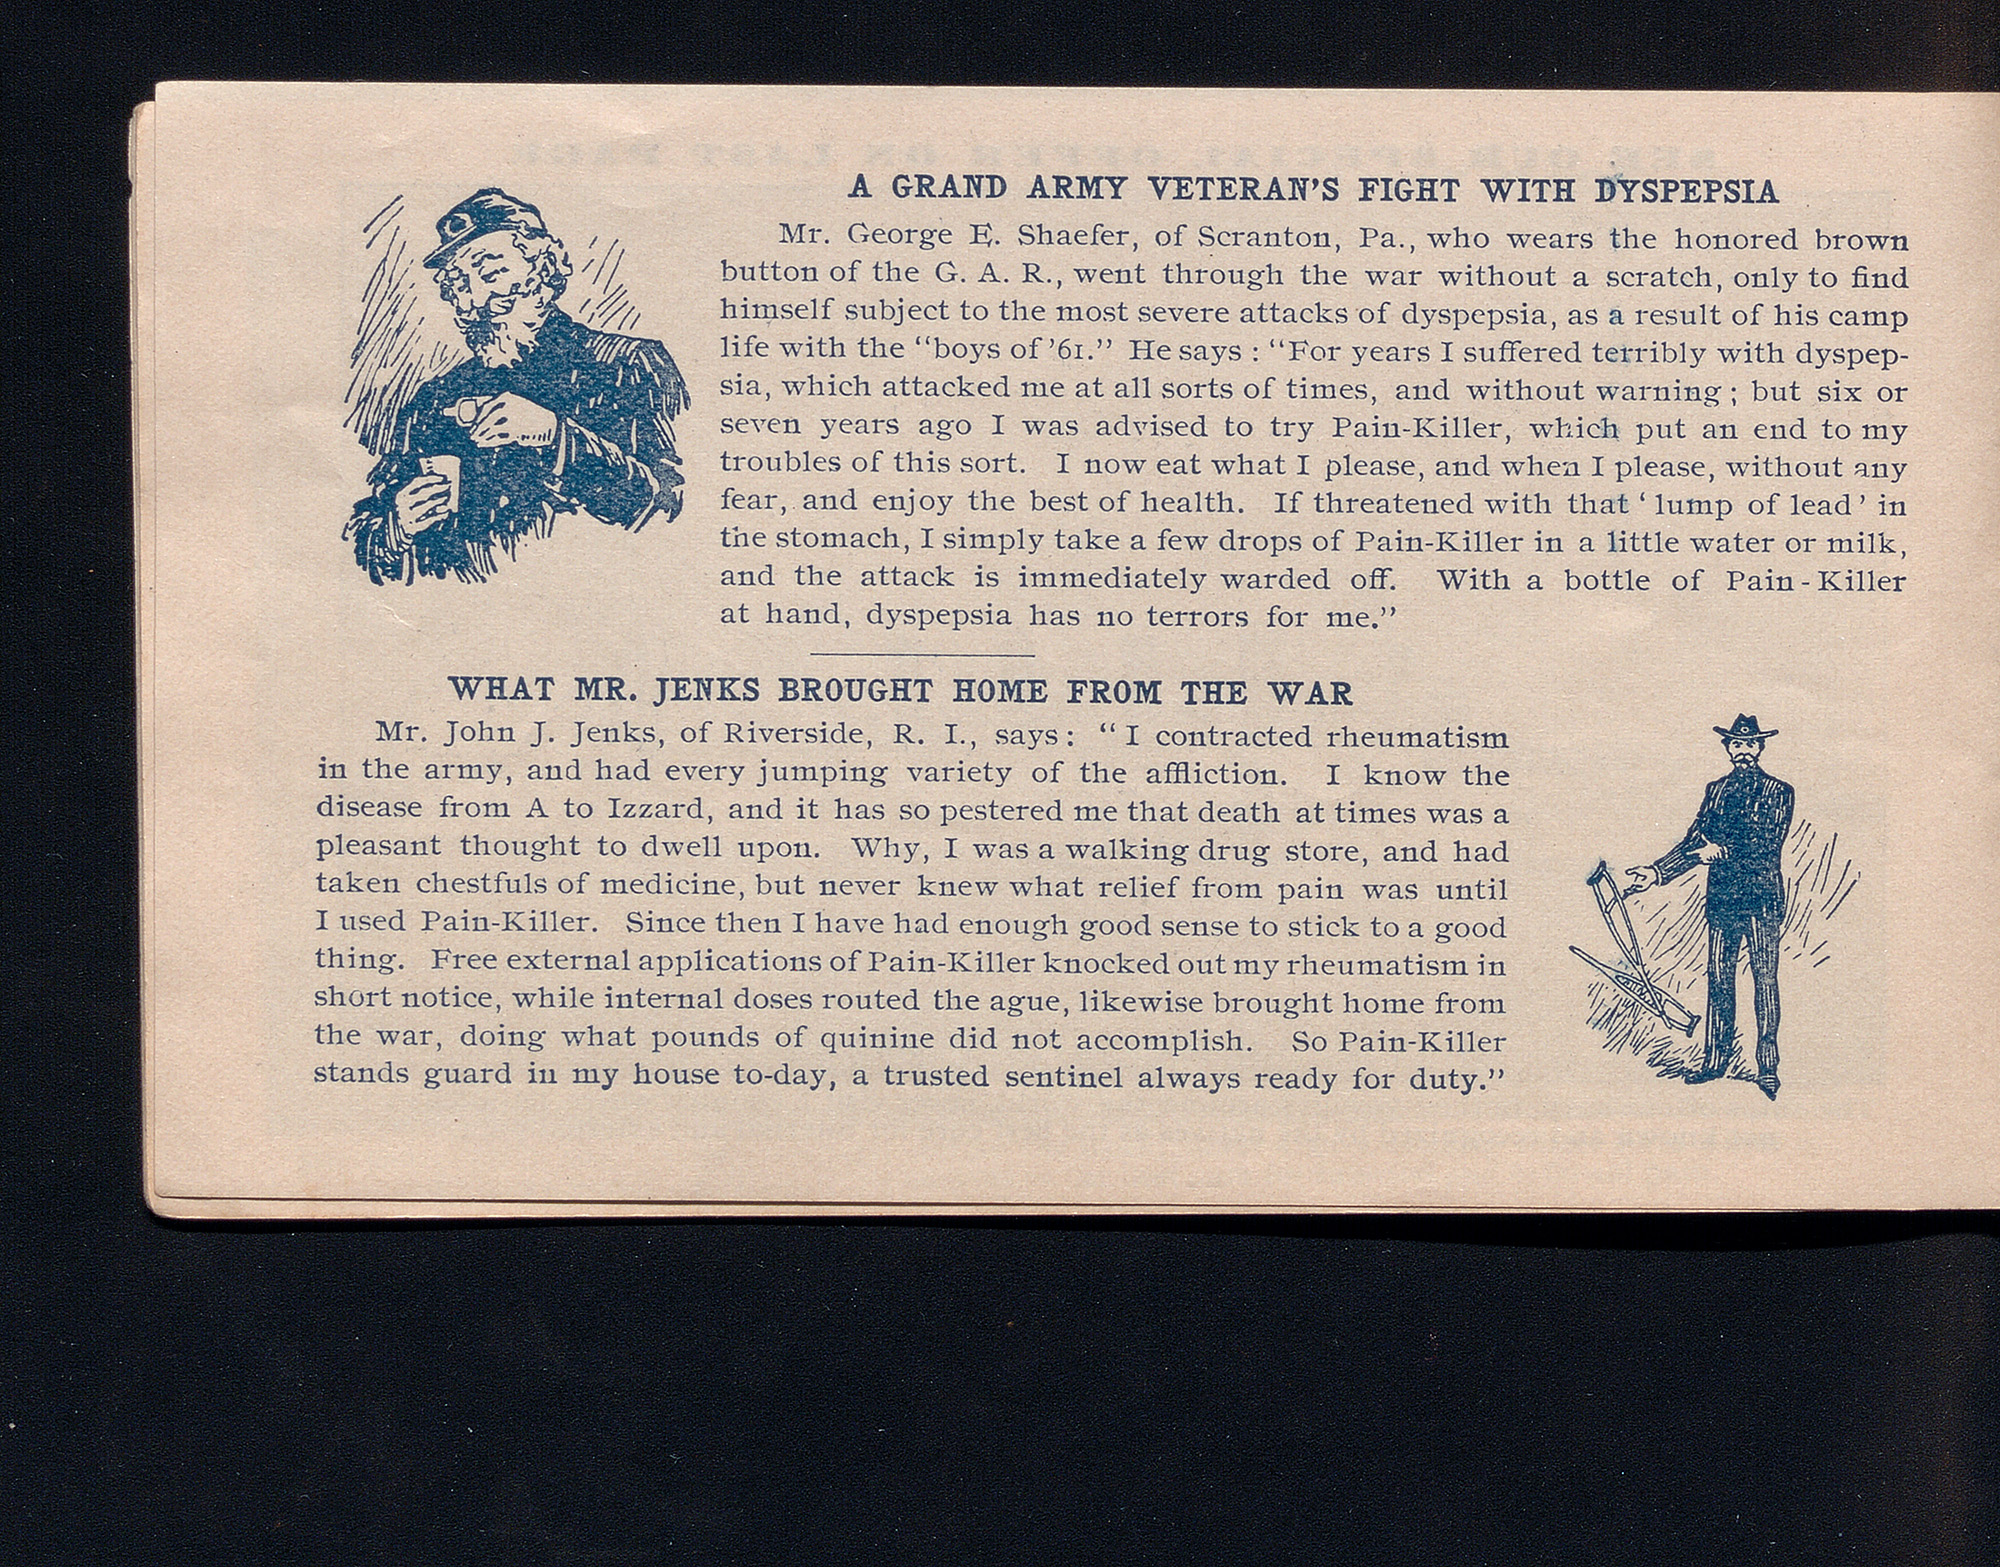 A GRAND ARMY VETERAN'S FIGHT WITH DYSPEPSIA
Mr. George E. Shaefer, of Scranton, Pa., who wears the honored brown
button of the G. A. R., went through the war without a scratch, only to find
himself subject to the most severe attacks of dyspepsia, as a result of his camp
life with the "boys of '61." He says : "For years I suffered terribly with dyspep-
sia, which attacked me at all sorts of times, and without warning ; but six or
seven years ago I was advised to try Pain-Killer, which put an end to my
troubles of this sort. I now eat what I please, and when I please, without any
fear, and enjoy the best of health. If threatened with that ' lump of lead ' in
the stomach, I simply take a few drops of Pain-Killer in a little water or milk,
and the attack is immediately warded off. With a bottle of Pain-Killer
at hand, dyspepsia has no terrors for me."
WHAT MR. JENKS BROUGHT HOME FROM THE WAR
Mr. John J. Jenks, of Riverside, R. I., says : " I contracted rheumatism
in the army, and had every jumping variety of the affliction. I know the
disease from A to Izzard, and it has so pestered me that death at times was a
pleasant thought to dwell upon. Why, I was a walking drug store, and had
taken chestfuls of medicine, but never knew what relief from pain was until
I used Pain-Killer. Since then I have had enough good sense to stick to a good
thing. Free external applications of Pain-Killer knocked out my rheumatism in
short notice, while internal doses routed the ague, likewise brought home from
the war, doing what pounds of quinine did not accomplish. So Pain-Killer
stands guard in my house to-day, a trusted sentinel always ready for duty."